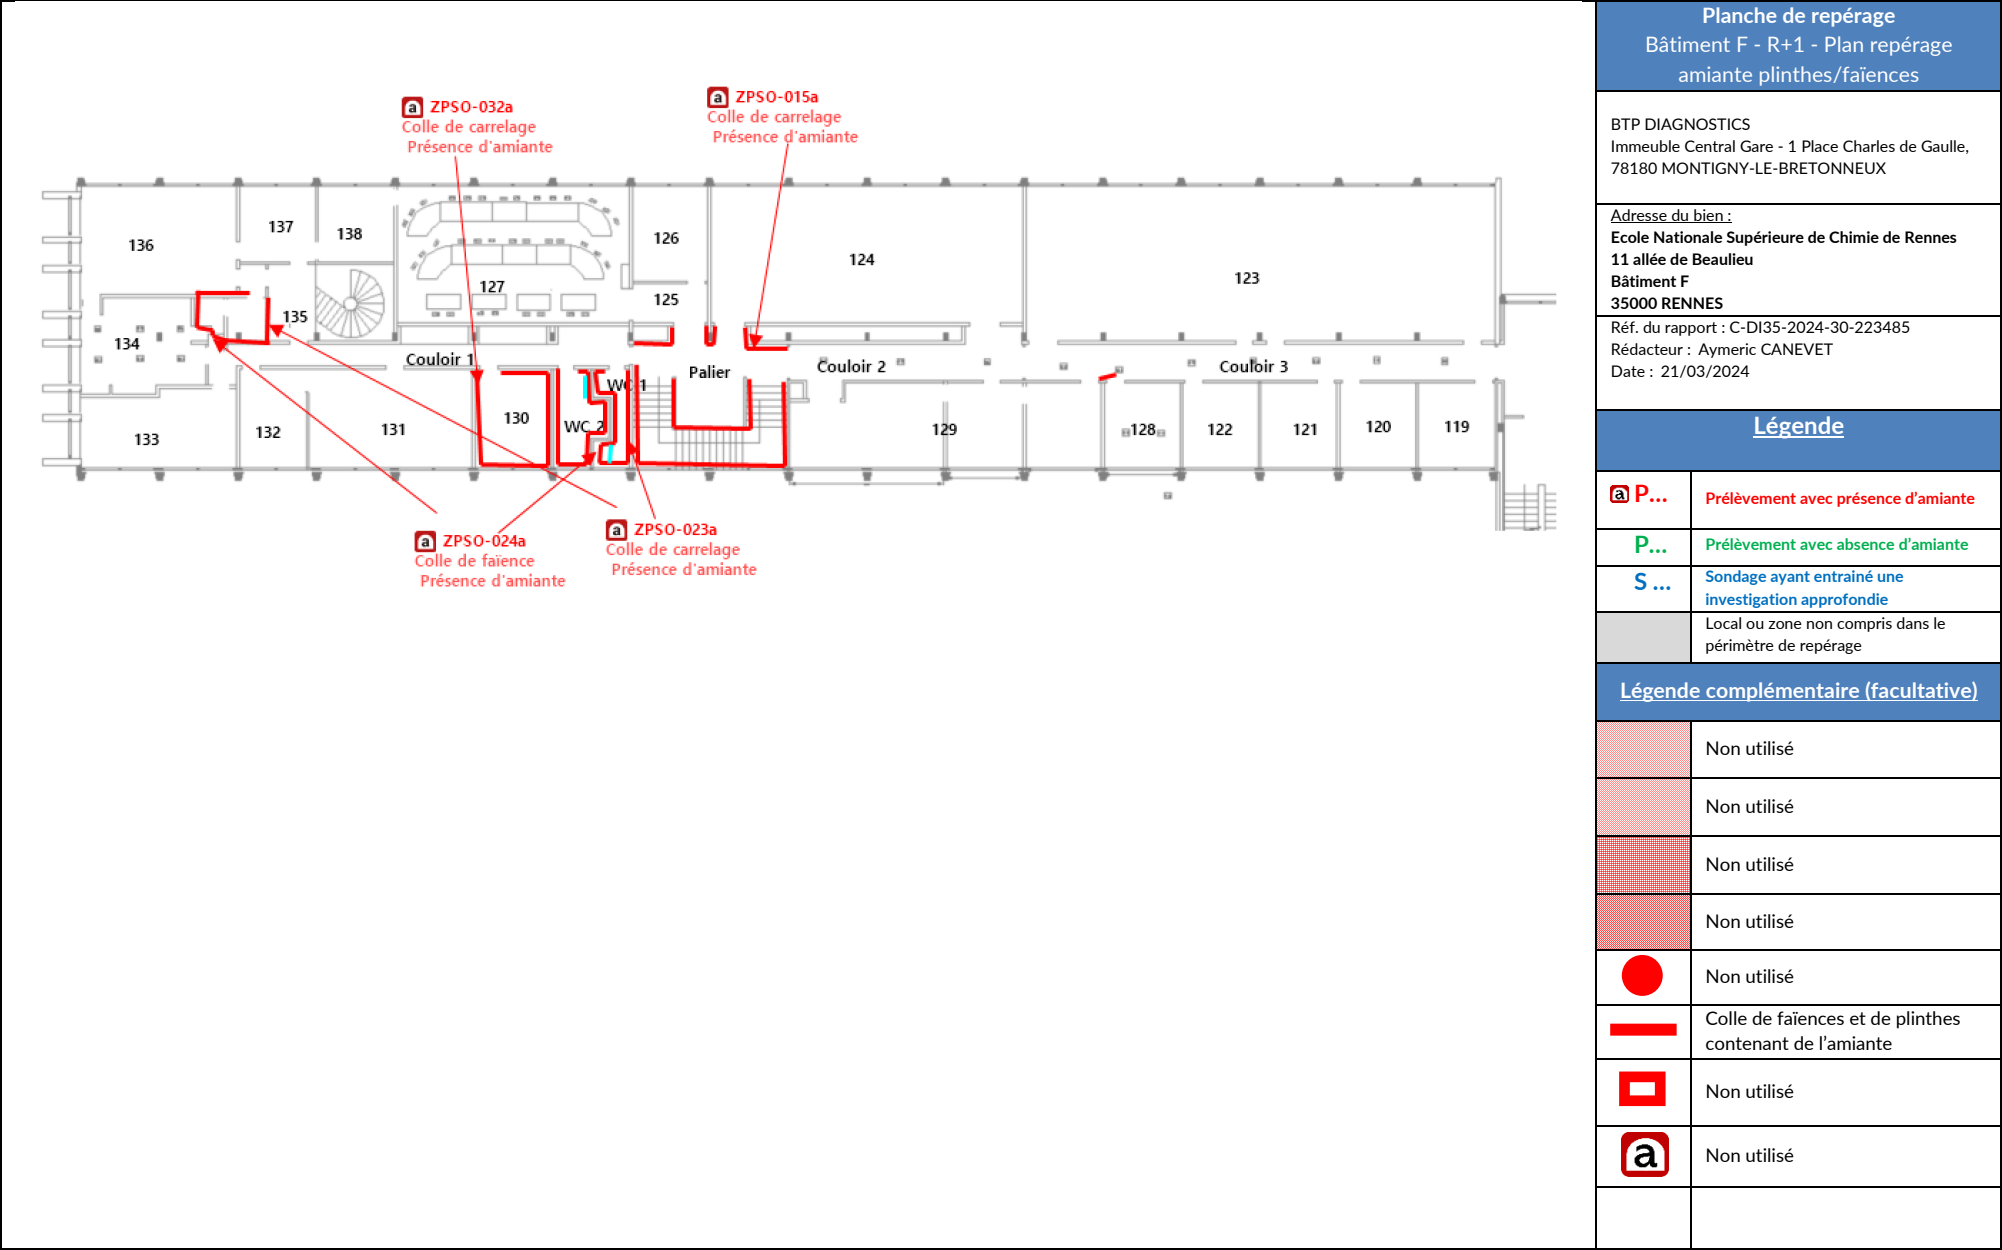 Planche de repérage
Bâtiment F - R+1 - Plan repérage
amiante plinthes/faïences
BTP DIAGNOSTICS
Immeuble Central Gare - 1 Place Charles de Gaulle,
78180 MONTIGNY-LE-BRETONNEUX
Adresse du bien :
Ecole Nationale Supérieure de Chimie de Rennes
11 allée de Beaulieu
Bâtiment F
35000 RENNES
Réf. du rapport : C-DI35-2024-30-223485
Rédacteur : Aymeric CANEVET
Date : 21/03/2024
Légende
a P... Prélèvement avec présence d'amiante
P... Prélèvement avec absence d'amiante
S ... Sondage ayant entrainé une
investigation approfondie
Local ou zone non compris dans le
périmètre de repérage
Légende complémentaire (facultative)
Non utilisé
Non utilisé
Non utilisé
Non utilisé
Non utilisé
Colle de faïences et de plinthes
contenant de l'amiante
Non utilisé
a Non utilisé
a ZPSO-032a
Colle de carrelage
Présence d'amiante
a ZPSO-015a
Colle de carrelage
Présence d'amiante
136
137
138
127
126
125
124
123
135
134
Couloir 1
Palier
Couloir 2
Couloir 3
133
132
131
130
WC 2
WC 1
129
128
122
121
120
119
a ZPSO-024a
Colle de faïence
Présence d'amiante
a ZPSO-023a
Colle de carrelage
Présence d'amiante